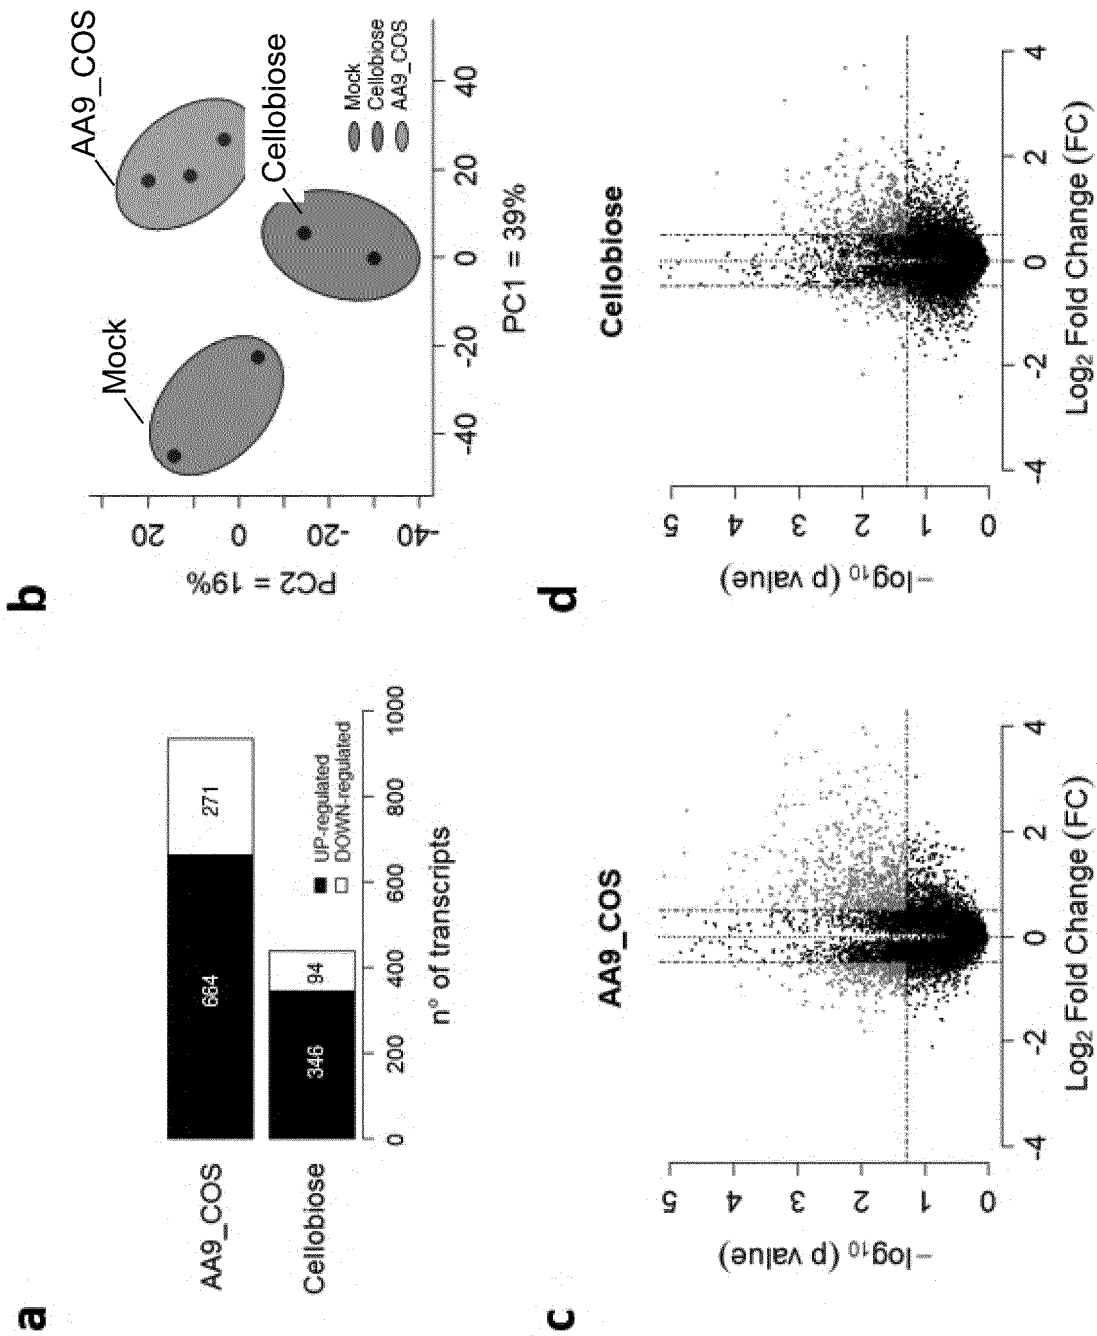 a
AA9_COS
664
271
Cellobiose
346
94
UP-regulated
DOWN-regulated
0 200 400 600 800 1000
nº of transcripts
b
PC2 = 19%
20
0
-20
-40
Mock
AA9_COS
Cellobiose
Mock
Cellobiose
AA9_COS
-40 -20 0 20 40
PC1 = 39%
c
AA9_COS
−log10 (p value)
5
4
3
2
1
0
-4 -2 0 2 4
Log2 Fold Change (FC)
d
Cellobiose
−log10 (p value)
5
4
3
2
1
0
-4 -2 0 2 4
Log2 Fold Change (FC)